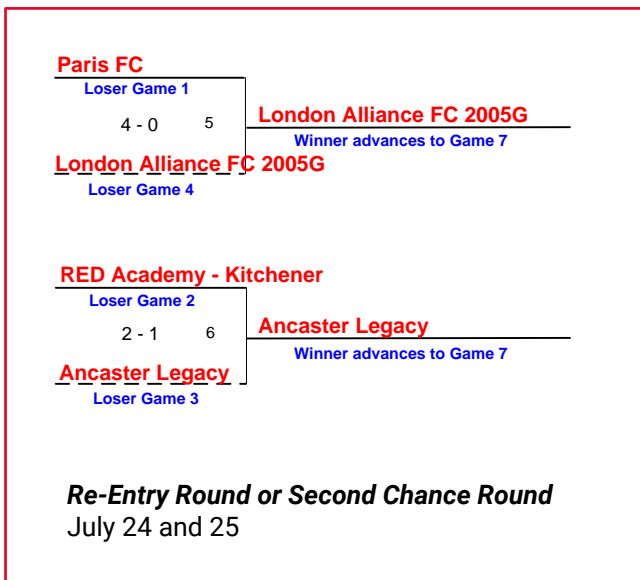 Paris FC
Loser Game 1
4 - 0 5
London Alliance FC 2005G
Winner advances to Game 7
London Alliance FC 2005G
Loser Game 4
RED Academy - Kitchener
Loser Game 2
2 - 1 6
Ancaster Legacy
Winner advances to Game 7
Ancaster Legacy
Loser Game 3
Re-Entry Round or Second Chance Round
July 24 and 25